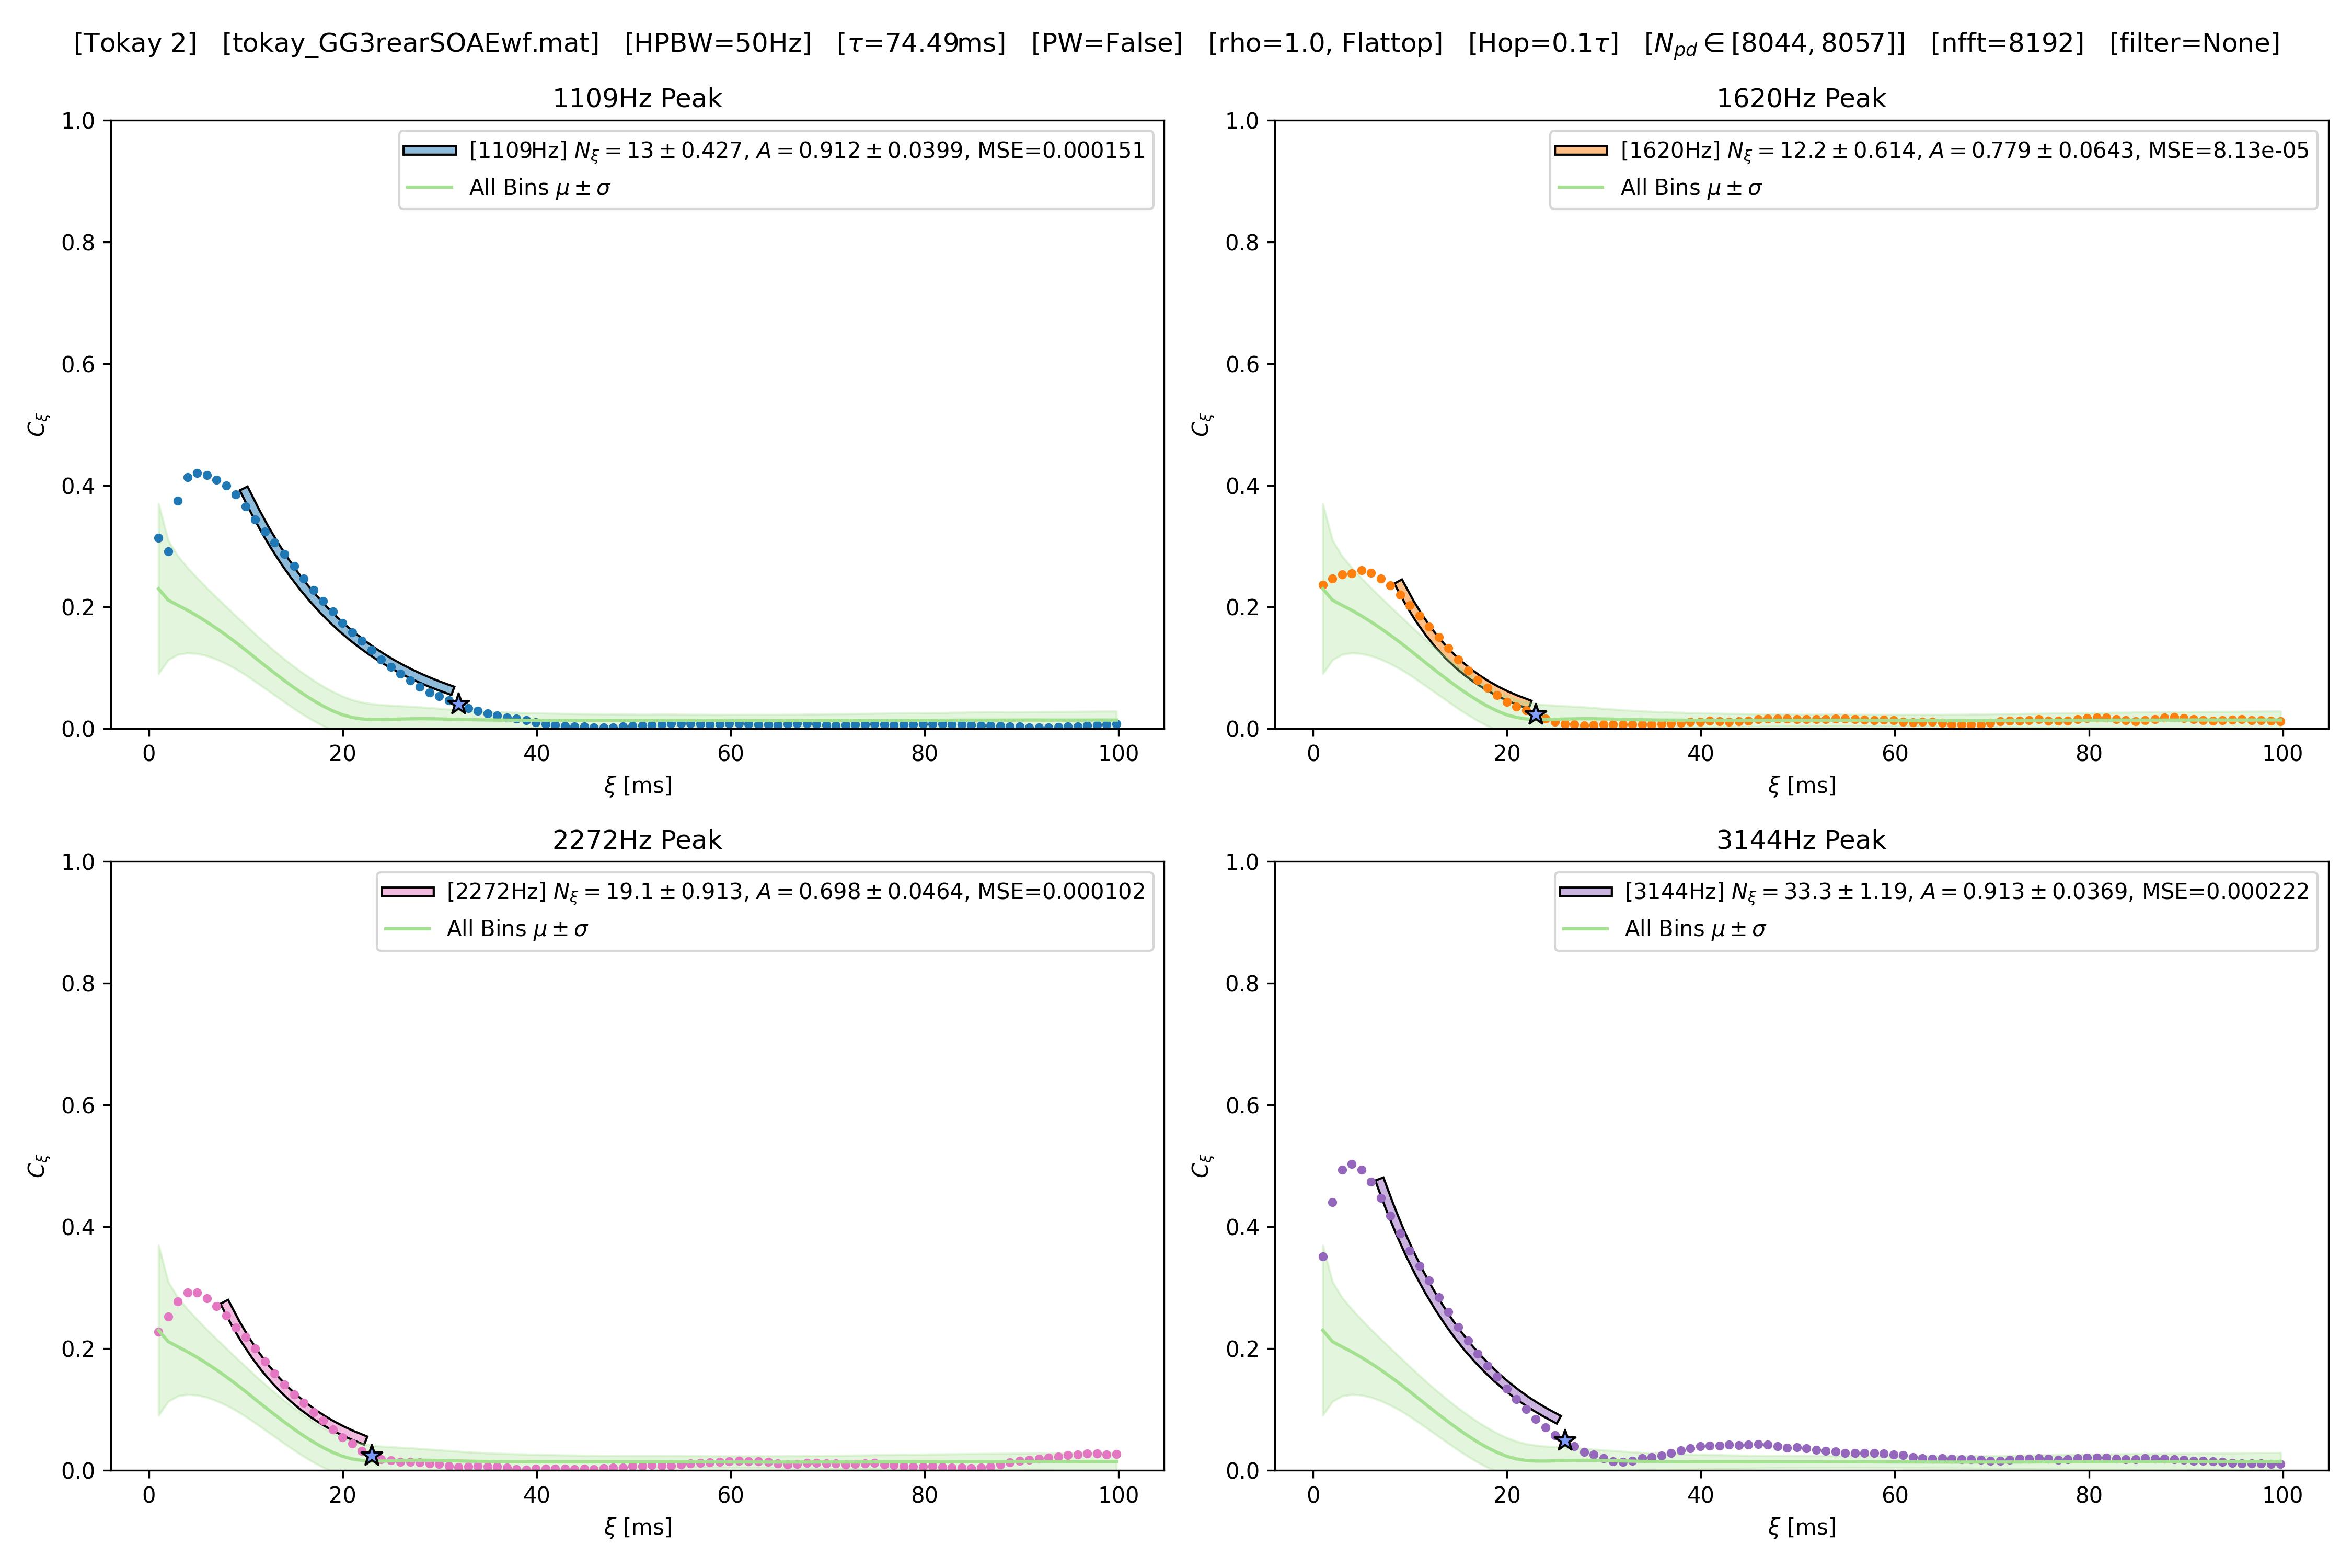 [Tokay 2] [tokay_GG3rearSOAEwf.mat] [HPBW=50Hz] [τ=74.49ms] [PW=False] [rho=1.0, Flattop] [Hop=0.1τ] [N_pd ∈ [8044, 8057]] [nfft=8192] [filter=None]
1109Hz Peak
[1109Hz] N_ξ = 13 ± 0.427, A = 0.912 ± 0.0399, MSE=0.000151
All Bins μ ± σ
1.0
0.8
0.6
0.4
0.2
0.0
C_ξ
0 20 40 60 80 100
ξ [ms]
1620Hz Peak
[1620Hz] N_ξ = 12.2 ± 0.614, A = 0.779 ± 0.0643, MSE=8.13e-05
All Bins μ ± σ
1.0
0.8
0.6
0.4
0.2
0.0
C_ξ
0 20 40 60 80 100
ξ [ms]
2272Hz Peak
[2272Hz] N_ξ = 19.1 ± 0.913, A = 0.698 ± 0.0464, MSE=0.000102
All Bins μ ± σ
1.0
0.8
0.6
0.4
0.2
0.0
C_ξ
0 20 40 60 80 100
ξ [ms]
3144Hz Peak
[3144Hz] N_ξ = 33.3 ± 1.19, A = 0.913 ± 0.0369, MSE=0.000222
All Bins μ ± σ
1.0
0.8
0.6
0.4
0.2
0.0
C_ξ
0 20 40 60 80 100
ξ [ms]